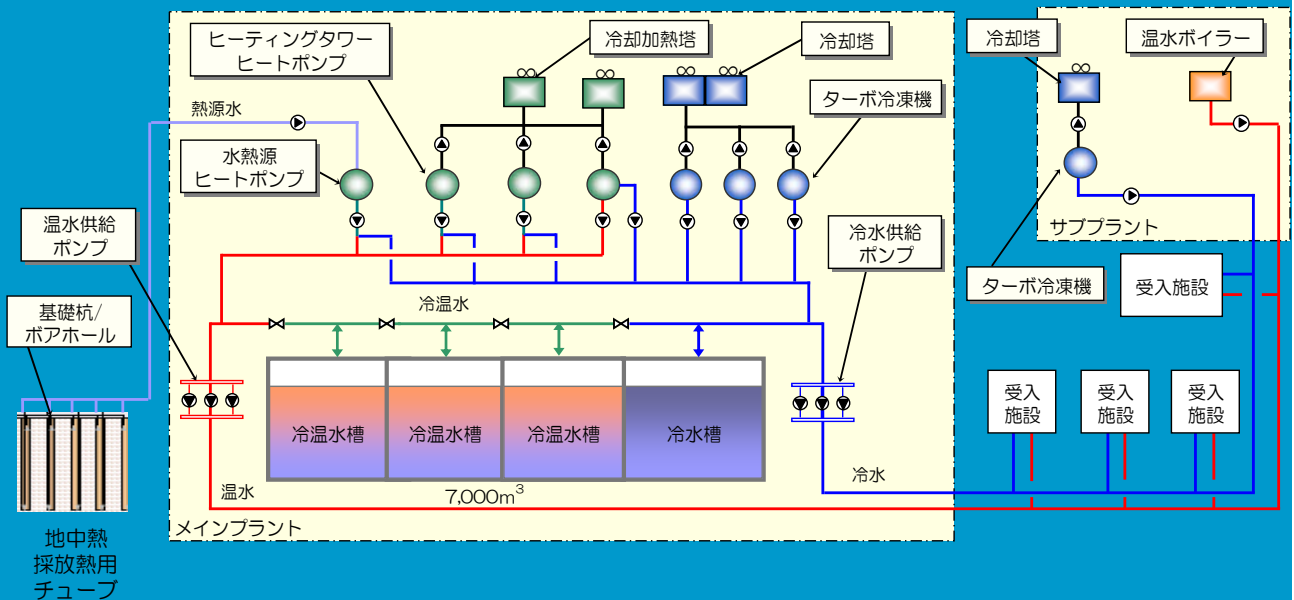 ヒーティングタワー
ヒートポンプ
冷却加熱塔
冷却塔
ターボ冷凍機
熱源水
水熱源
ヒートポンプ
温水供給
ポンプ
基礎杭/
ボアホール
地中熱
採放熱用
チューブ
冷水供給
ポンプ
冷温水
冷温水槽
冷温水槽
冷温水槽
冷水槽
7,000m³
温水
冷水
メインプラント
冷却塔
温水ボイラー
サブプラント
ターボ冷凍機
受入施設
受入
施設
受入
施設
受入
施設